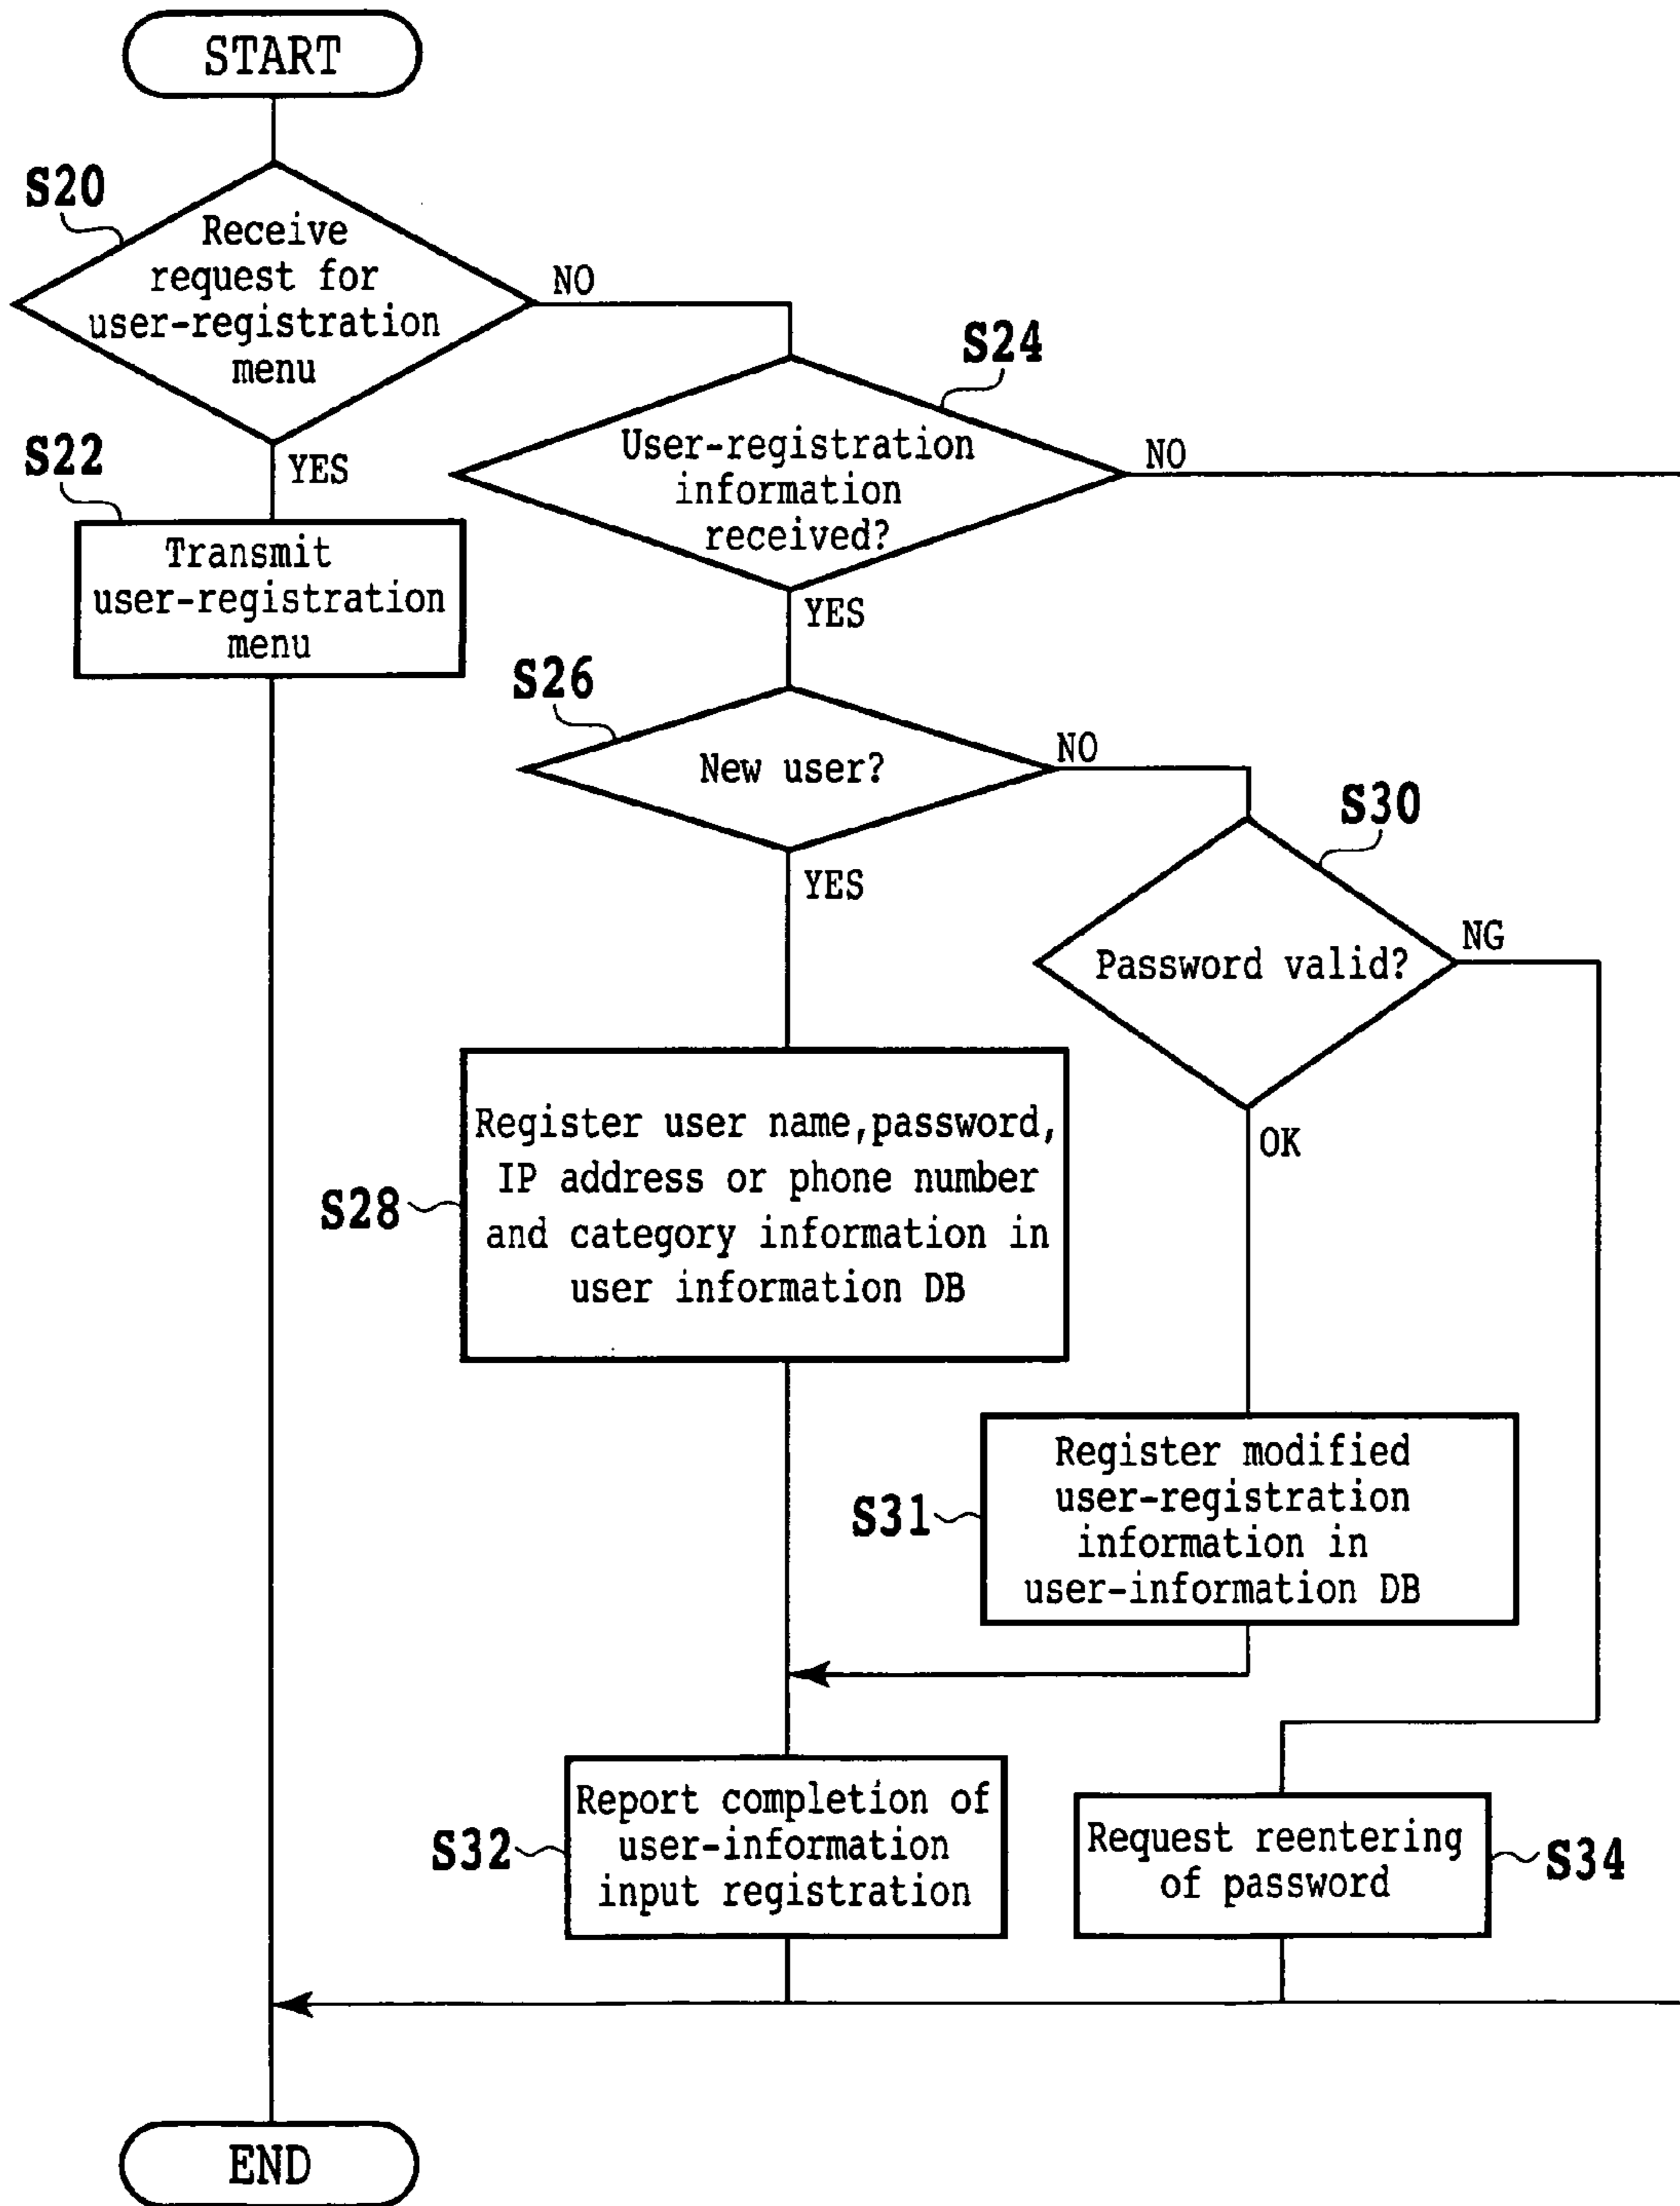 START
S20
Receive
request for
user-registration
menu
NO
YES
S22
Transmit
user-registration
menu
S24
User-registration
information
received?
NO
YES
S26
New user?
NO
YES
S30
Password valid?
NG
OK
S28
Register user name,password,
IP address or phone number
and category information in
user information DB
S31
Register modified
user-registration
information in
user-information DB
S32
Report completion of
user-information
input registration
Request reentering
of password
S34
END